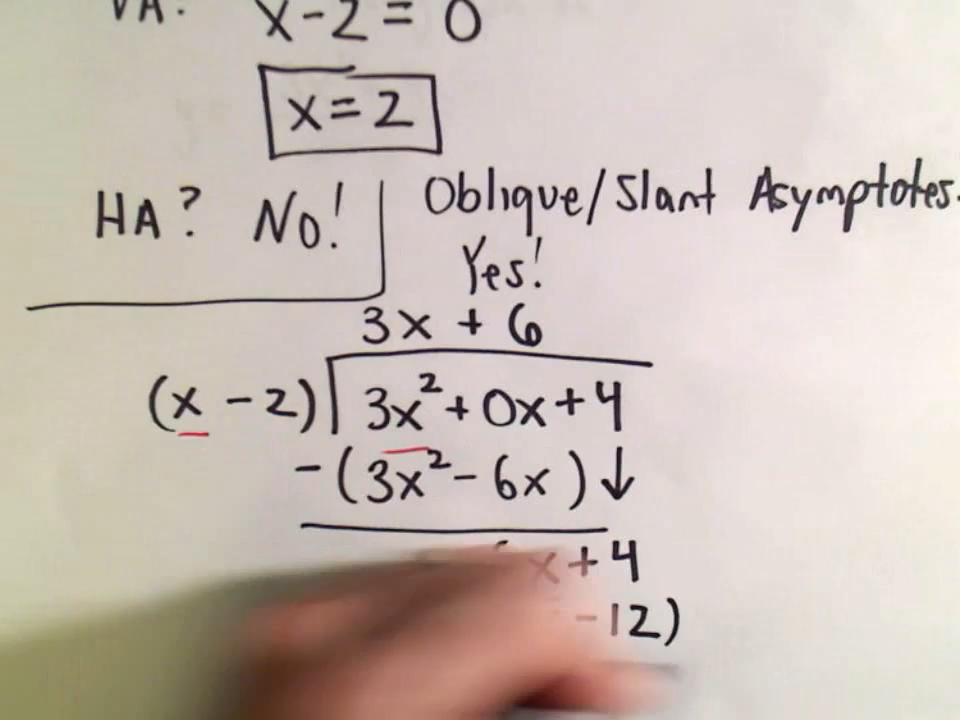 VA: x-2 = 0
x = 2
HA? No!
Oblique/Slant Asymptotes.
Yes!
3x + 6
(x - 2) 3x² + 0x + 4
-(3x² - 6x) ↓
x + 4
-12)